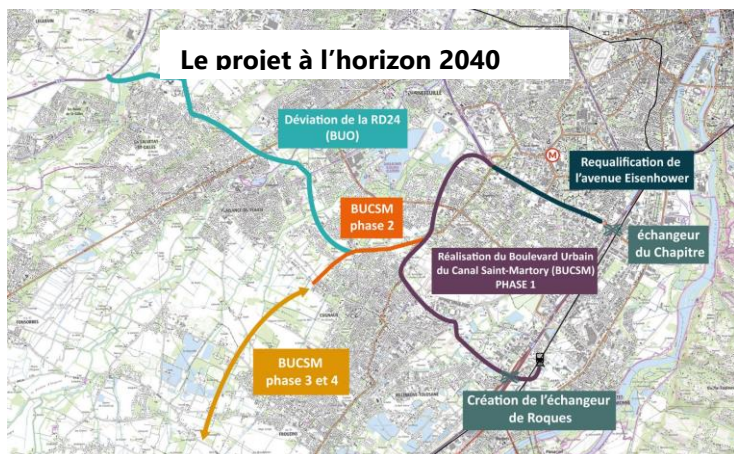 Le projet à l'horizon 2040
Déviation de la RD24
(BUO)
M
Requalification de
l'avenue Eisenhower
BUCSM
phase 2
échangeur
du Chapitre
Réalisation du Boulevard Urbain
du Canal Saint-Martory (BUCSM)
PHASE 1
BUCSM
phase 3 et 4
Création de l'échangeur
de Roques